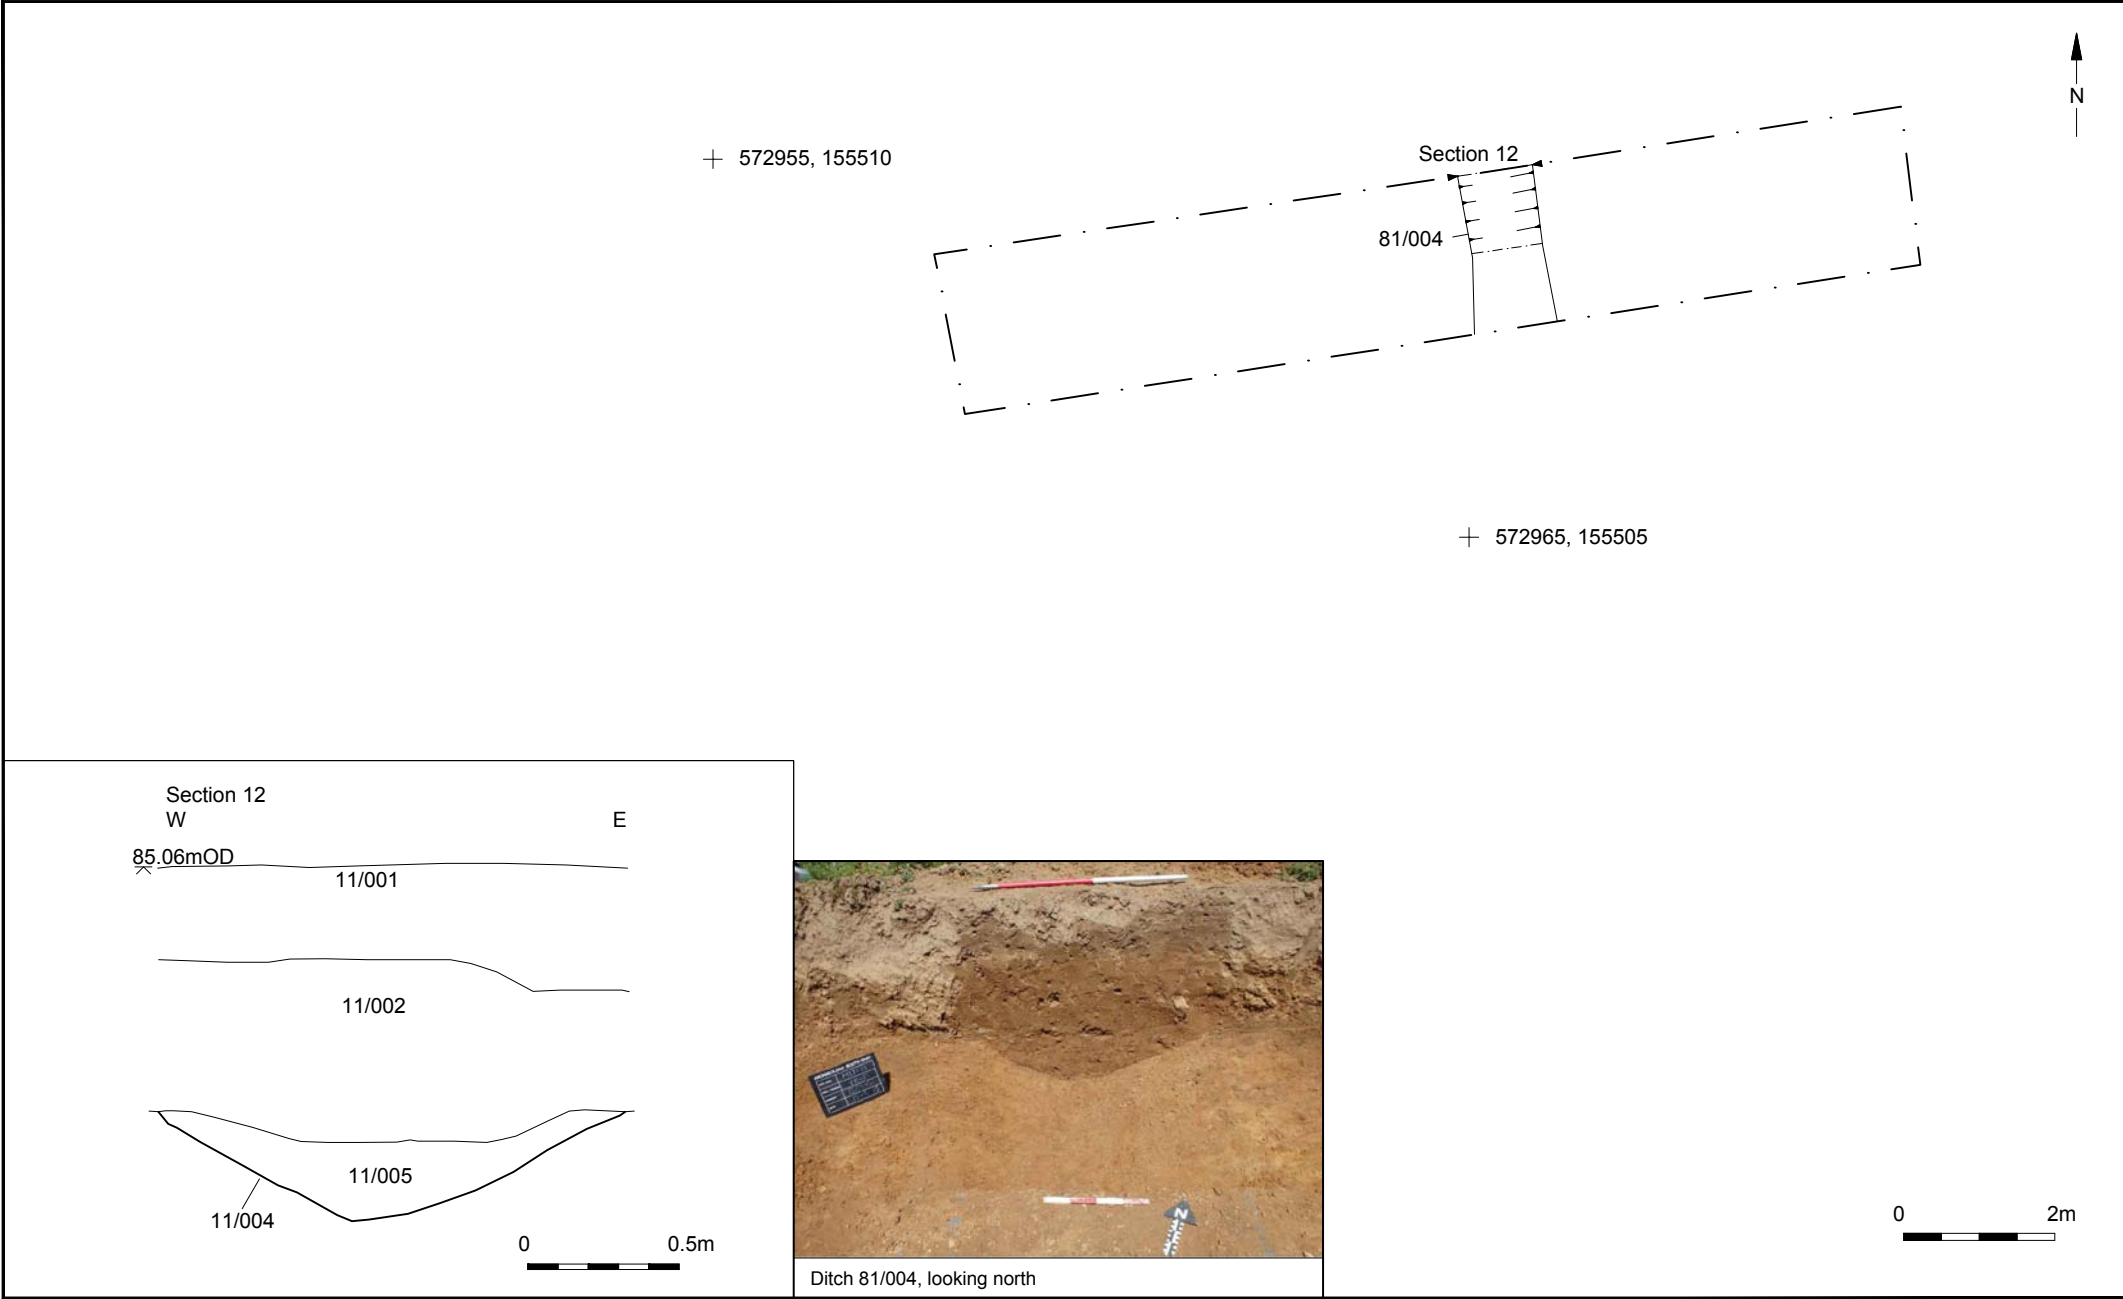 N
572955, 155510
Section 12
81/004
572965, 155505
Section 12
W E
85.06mOD
11/001
11/002
11/005
11/004
0 0.5m
N
Ditch 81/004, looking north
0 2m